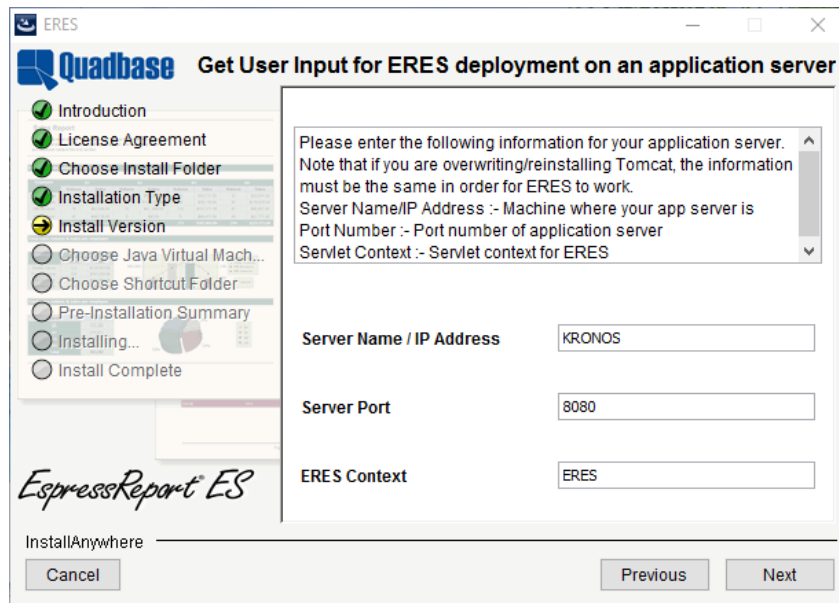 ERES
Quadbase
Get User Input for ERES deployment on an application server
Introduction
License Agreement
Choose Install Folder
Installation Type
Install Version
Choose Java Virtual Mach...
Choose Shortcut Folder
Pre-Installation Summary
Installing...
Install Complete
Please enter the following information for your application server.
Note that if you are overwriting/reinstalling Tomcat, the information
must be the same in order for ERES to work.
Server Name/IP Address :- Machine where your app server is
Port Number :- Port number of application server
Servlet Context :- Servlet context for ERES
Server Name / IP Address
KRONOS
Server Port
8080
ERES Context
ERES
EspressReport ES
InstallAnywhere
Cancel
Previous
Next